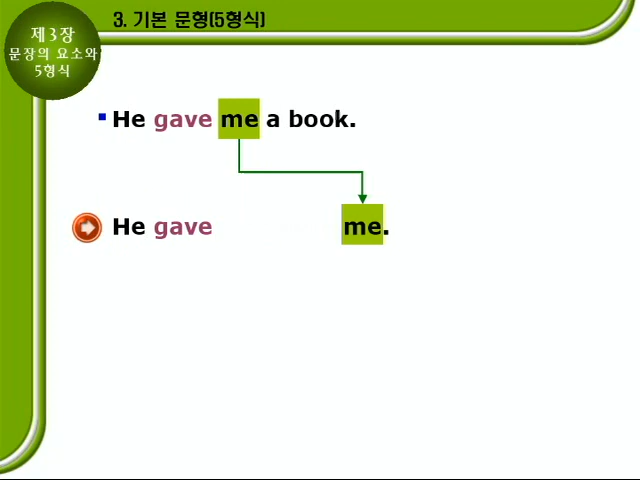 3. 기본 문형(5형식)
제3장
문장의 요소와
5형식
He gave me a book.
He gave me.